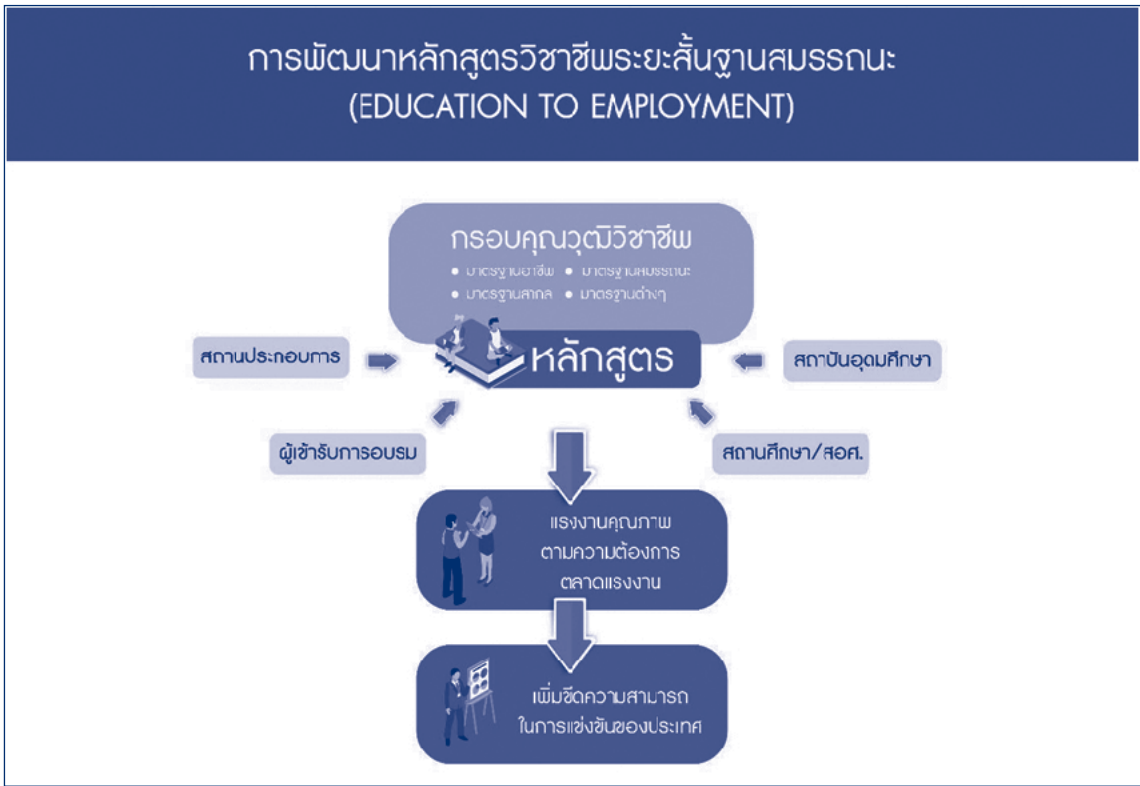 การพัฒนาหลักสูตรวิชาชีพระยะสั้นฐานสมรรถนะ
(EDUCATION TO EMPLOYMENT)
กรอบคุณวุฒิวิชาชีพ
● มาตรฐานอาชีพ ● มาตรฐานสมรรถนะ
● มาตรฐานสากล ● มาตรฐานต่างๆ
หลักสูตร
สถานประกอบการ
สถาบันอุดมศึกษา
ผู้เข้ารับการอบรม
สถานศึกษา/สอศ.
แรงงานคุณภาพ
ตามความต้องการ
ตลาดแรงงาน
เพิ่มขีดความสามารถ
ในการแข่งขันของประเทศ